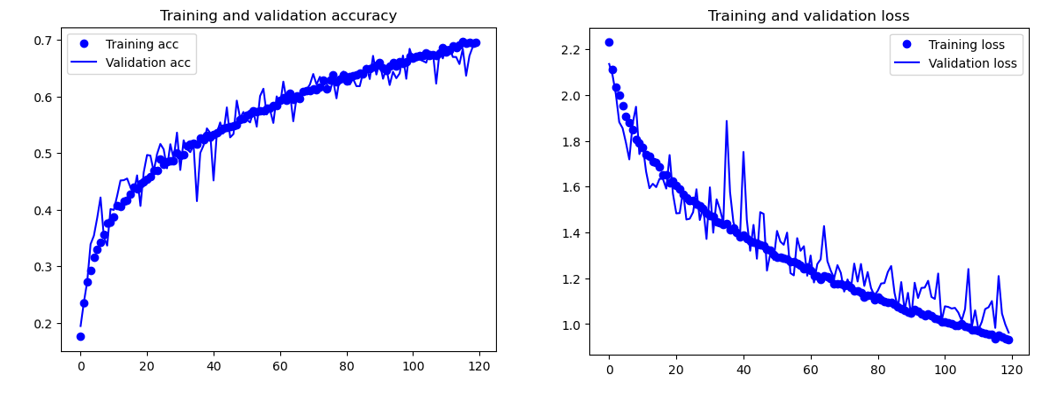 Training and validation accuracy
0.7
0.6
0.5
0.4
0.3
0.2
Training acc
Validation acc
0 20 40 60 80 100 120
Training and validation loss
2.2
2.0
1.8
1.6
1.4
1.2
1.0
Training loss
Validation loss
0 20 40 60 80 100 120